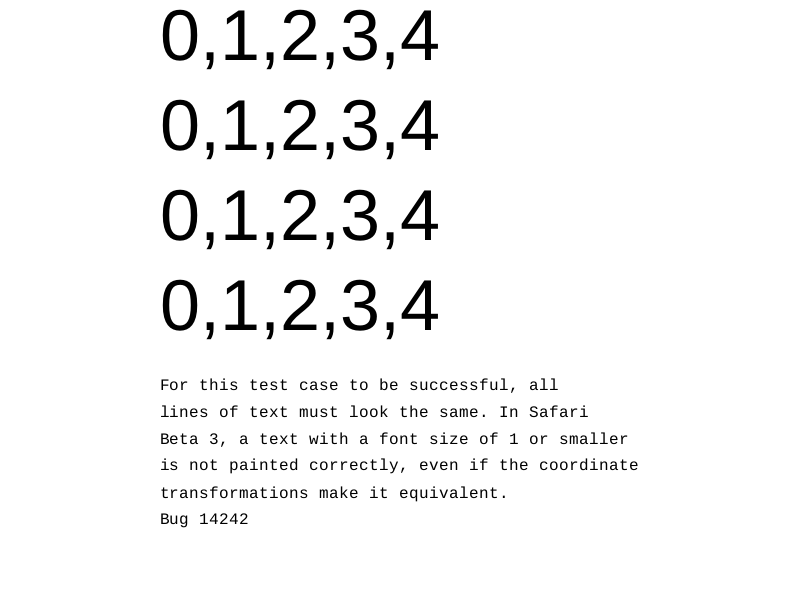 0,1,2,3,4
0,1,2,3,4
0,1,2,3,4
0,1,2,3,4
For this test case to be successful, all
lines of text must look the same. In Safari
Beta 3, a text with a font size of 1 or smaller
is not painted correctly, even if the coordinate
transformations make it equivalent.
Bug 14242